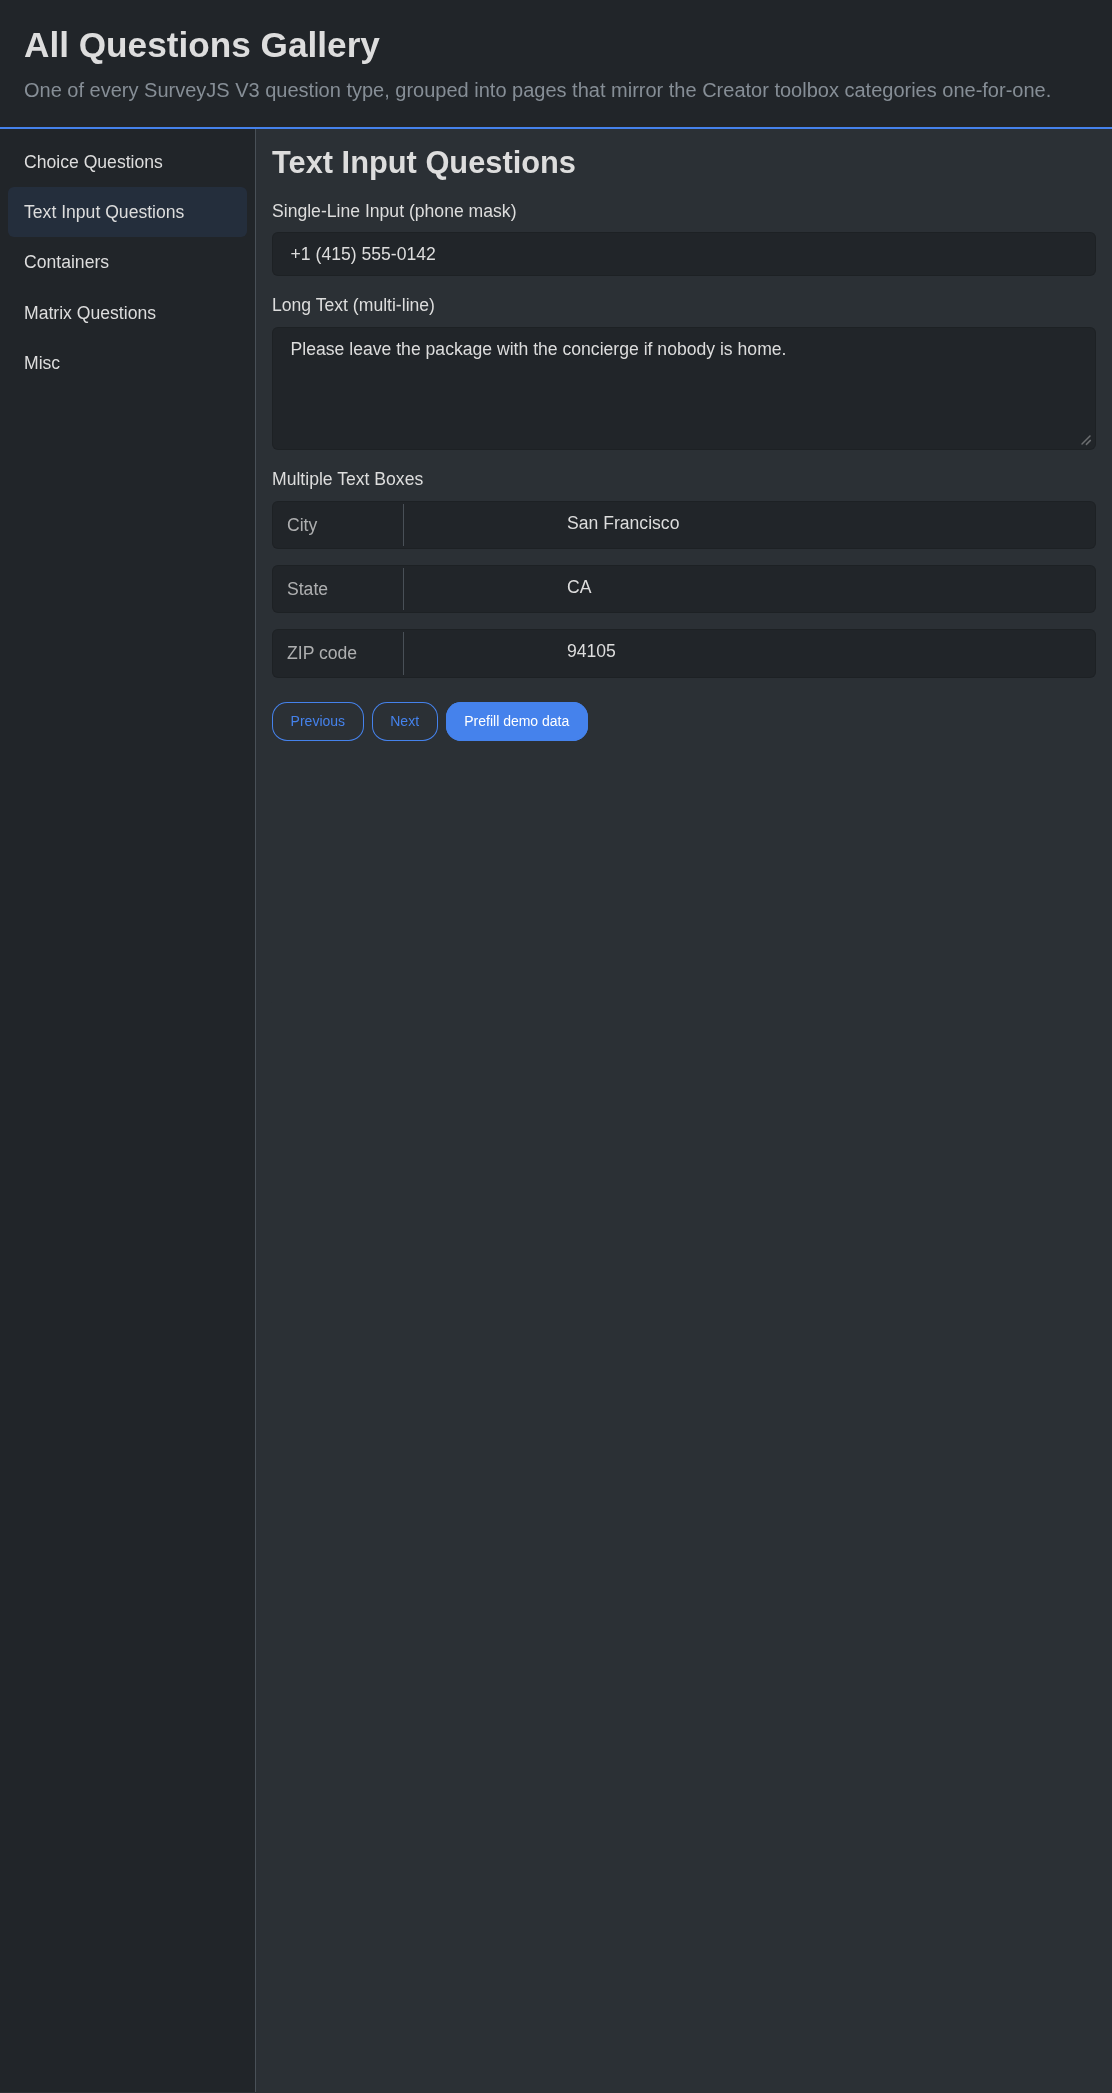 All Questions Gallery
One of every SurveyJS V3 question type, grouped into pages that mirror the Creator toolbox categories one-for-one.
Choice Questions
Text Input Questions
Containers
Matrix Questions
Misc
Text Input Questions
Single-Line Input (phone mask)
+1 (415) 555-0142
Long Text (multi-line)
Please leave the package with the concierge if nobody is home.
Multiple Text Boxes
City San Francisco
State CA
ZIP code 94105
Previous Next Prefill demo data